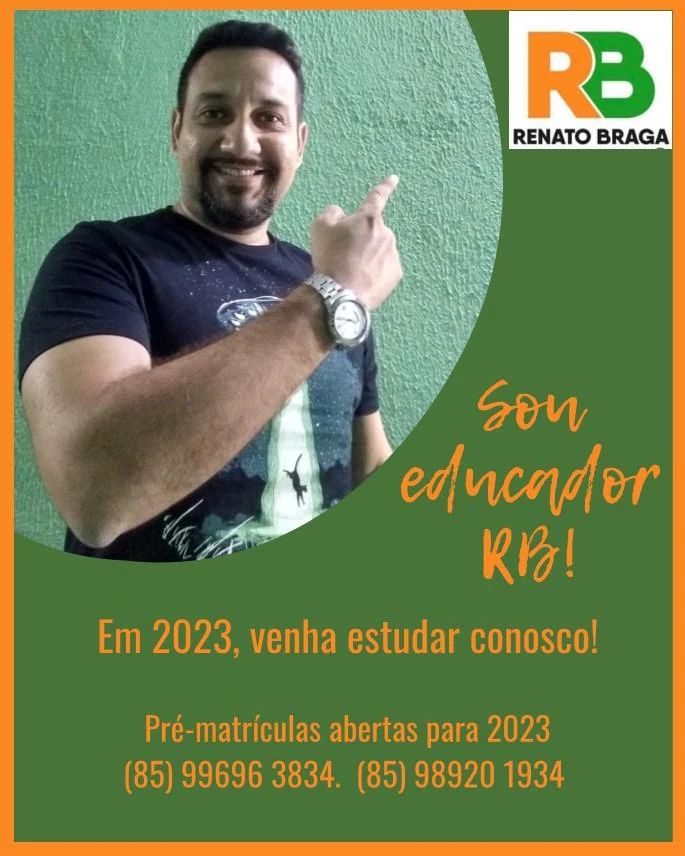 RB
RENATO BRAGA
Sou
educador
RB!
Em 2023, venha estudar conosco!
Pré-matrículas abertas para 2023
(85) 99696 3834. (85) 98920 1934